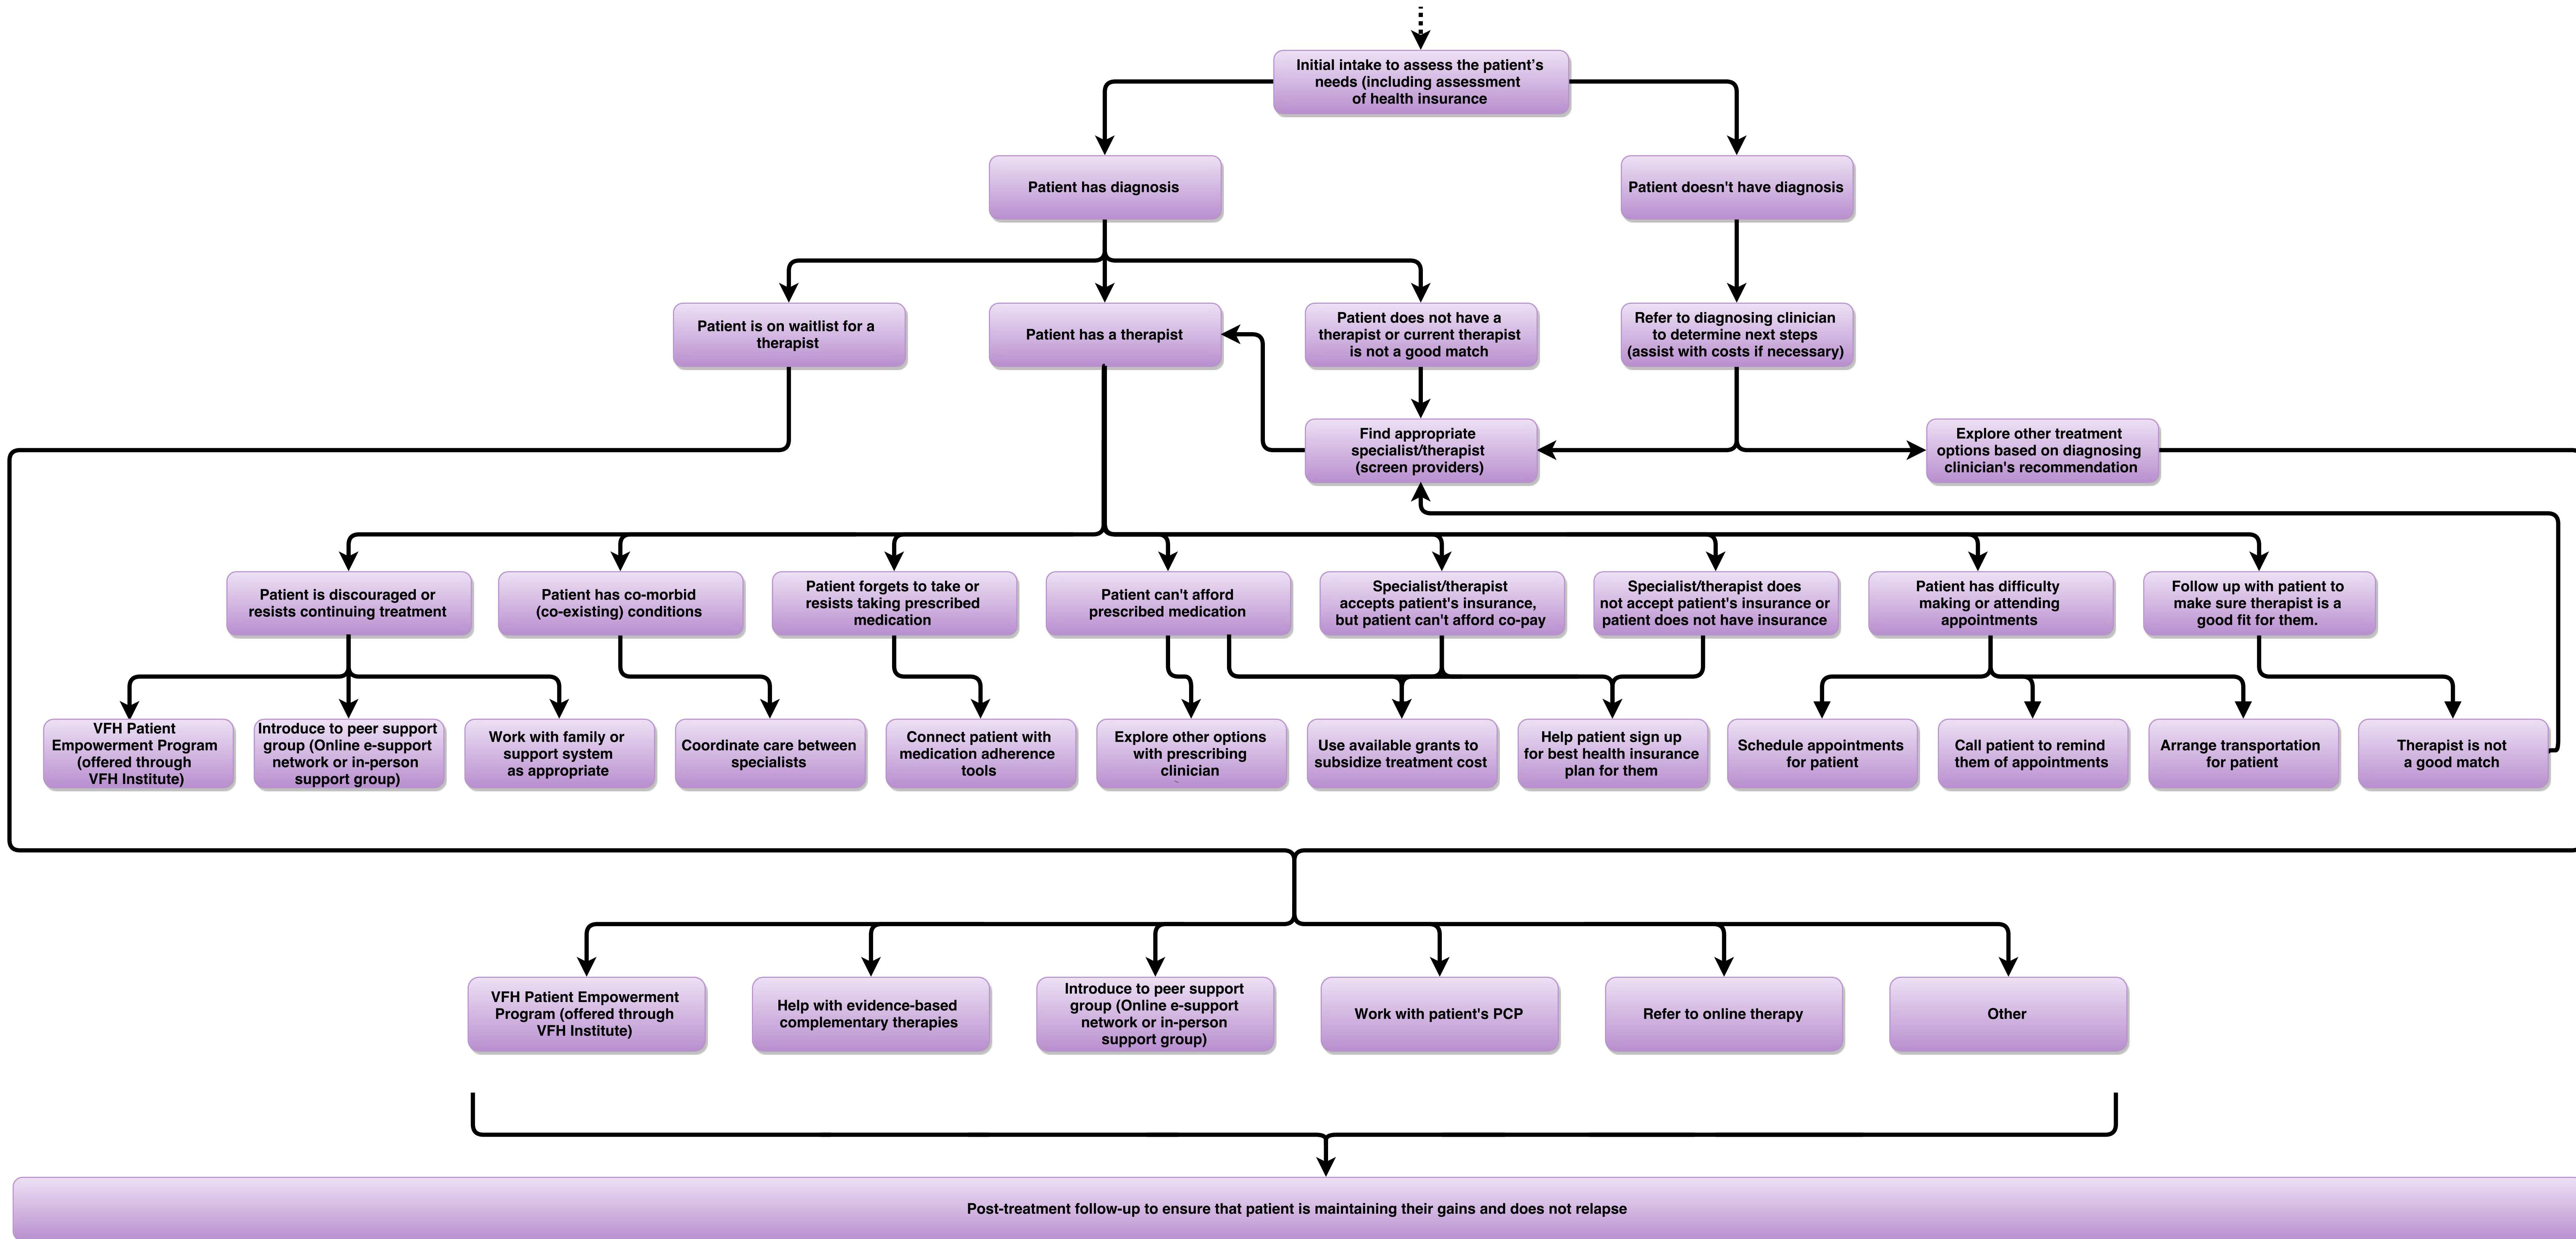 Initial intake to assess the patient's
needs (including assessment
of health insurance
Patient has diagnosis
Patient doesn't have diagnosis
Patient is on waitlist for a
therapist
Patient has a therapist
Patient does not have a
therapist or current therapist
is not a good match
Refer to diagnosing clinician
to determine next steps
(assist with costs if necessary)
Find appropriate
specialist/therapist
(screen providers)
Explore other treatment
options based on diagnosing
clinician's recommendation
Patient is discouraged or
resists continuing treatment
Patient has co-morbid
(co-existing) conditions
Patient forgets to take or
resists taking prescribed
medication
Patient can't afford
prescribed medication
Specialist/therapist
accepts patient's insurance,
but patient can't afford co-pay
Specialist/therapist does
not accept patient's insurance or
patient does not have insurance
Patient has difficulty
making or attending
appointments
Follow up with patient to
make sure therapist is a
good fit for them.
VFH Patient
Empowerment Program
(offered through
VFH Institute)
Introduce to peer support
group (Online e-support
network or in-person
support group)
Work with family or
support system
as appropriate
Coordinate care between
specialists
Connect patient with
medication adherence
tools
Explore other options
with prescribing
clinician
Use available grants to
subsidize treatment cost
Help patient sign up
for best health insurance
plan for them
Schedule appointments
for patient
Call patient to remind
them of appointments
Arrange transportation
for patient
Therapist is not
a good match
VFH Patient Empowerment
Program (offered through
VFH Institute)
Help with evidence-based
complementary therapies
Introduce to peer support
group (Online e-support
network or in-person
support group)
Work with patient's PCP
Refer to online therapy
Other
Post-treatment follow-up to ensure that patient is maintaining their gains and does not relapse